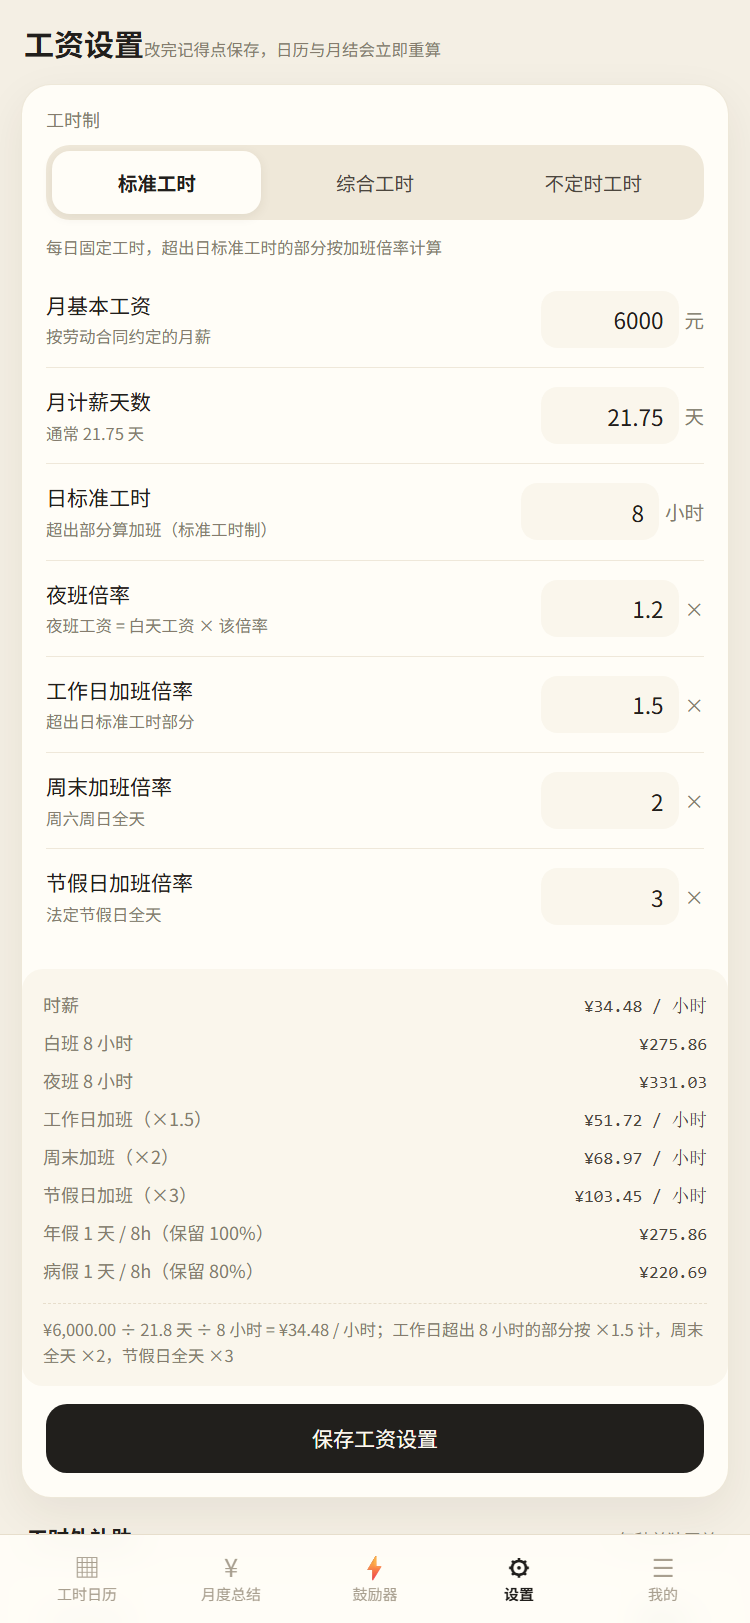 工资设置 改完记得点保存，日历与月结会立即重算
工时制
标准工时 综合工时 不定时工时
每日固定工时，超出日标准工时的部分按加班倍率计算
月基本工资 6000 元
按劳动合同约定的月薪
月计薪天数 21.75 天
通常 21.75 天
日标准工时 8 小时
超出部分算加班（标准工时制）
夜班倍率 1.2 ×
夜班工资 = 白天工资 × 该倍率
工作日加班倍率 1.5 ×
超出日标准工时部分
周末加班倍率 2 ×
周六周日全天
节假日加班倍率 3 ×
法定节假日全天
时薪 ¥34.48 / 小时
白班 8 小时 ¥275.86
夜班 8 小时 ¥331.03
工作日加班（×1.5） ¥51.72 / 小时
周末加班（×2） ¥68.97 / 小时
节假日加班（×3） ¥103.45 / 小时
年假 1 天 / 8h（保留 100%） ¥275.86
病假 1 天 / 8h（保留 80%） ¥220.69
¥6,000.00 ÷ 21.8 天 ÷ 8 小时 = ¥34.48 / 小时；工作日超出 8 小时的部分按 ×1.5 计，周末
全天 ×2，节假日全天 ×3
保存工资设置
工时日历 ¥ 月度总结 鼓励器 设置 我的